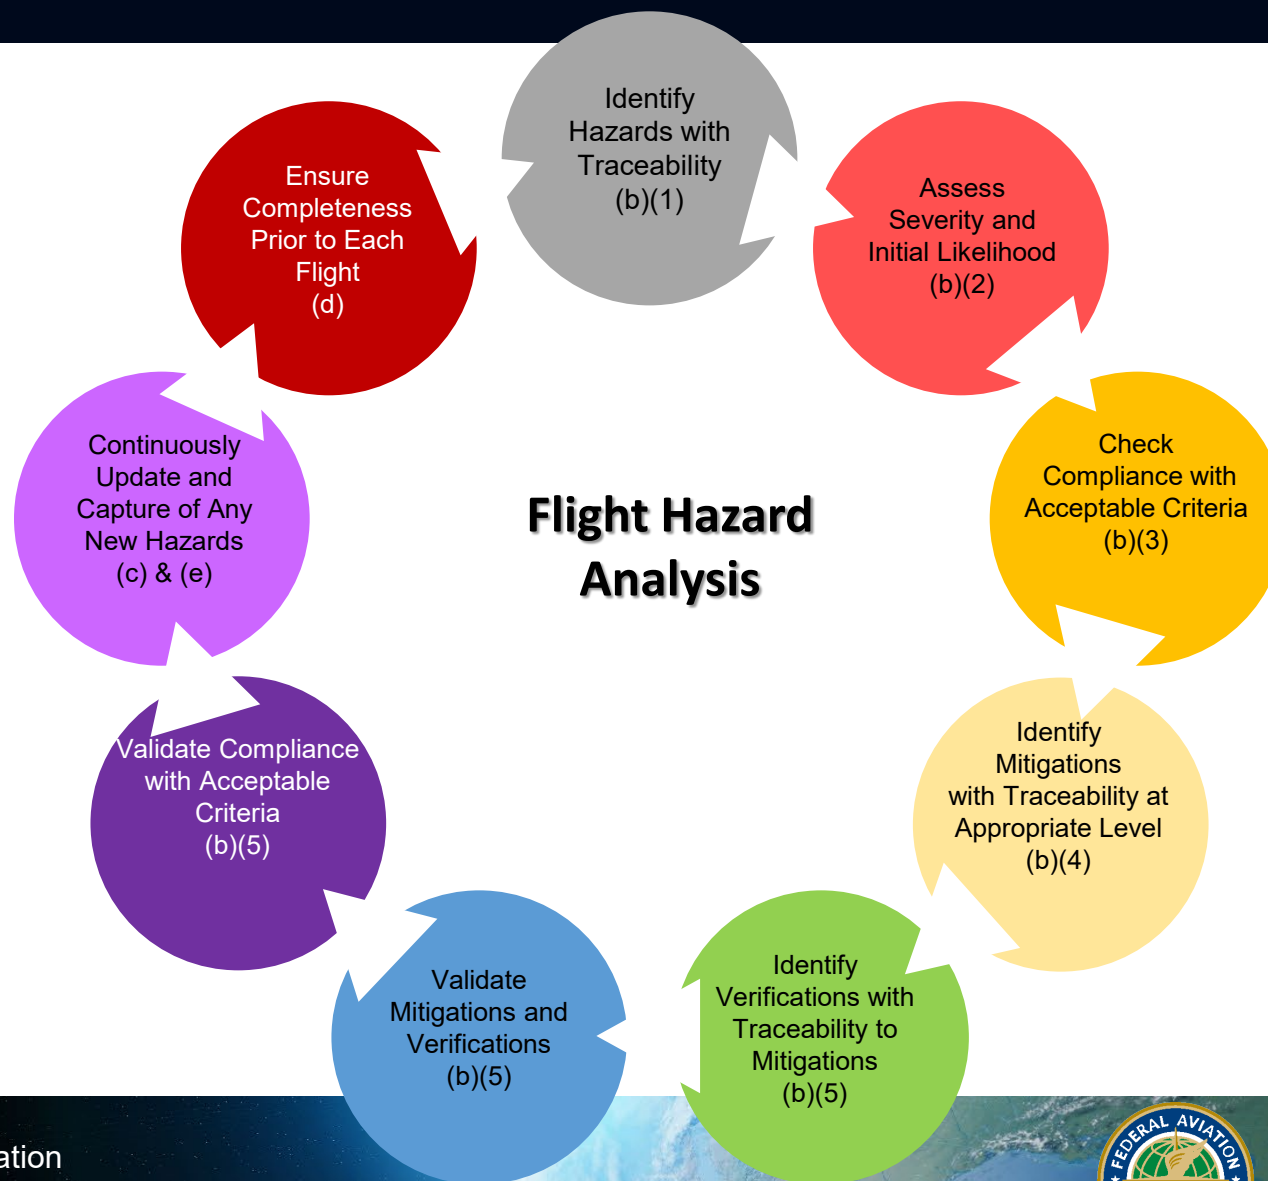 Identify
Hazards with
Traceability
(b)(1)
Assess
Severity and
Initial Likelihood
(b)(2)
Check
Compliance with
Acceptable Criteria
(b)(3)
Identify
Mitigations
with Traceability at
Appropriate Level
(b)(4)
Identify
Verifications with
Traceability to
Mitigations
(b)(5)
Validate
Mitigations and
Verifications
(b)(5)
Validate Compliance
with Acceptable
Criteria
(b)(5)
Continuously
Update and
Capture of Any
New Hazards
(c) & (e)
Ensure
Completeness
Prior to Each
Flight
(d)
Flight Hazard
Analysis
ation
FEDERAL AVIATION